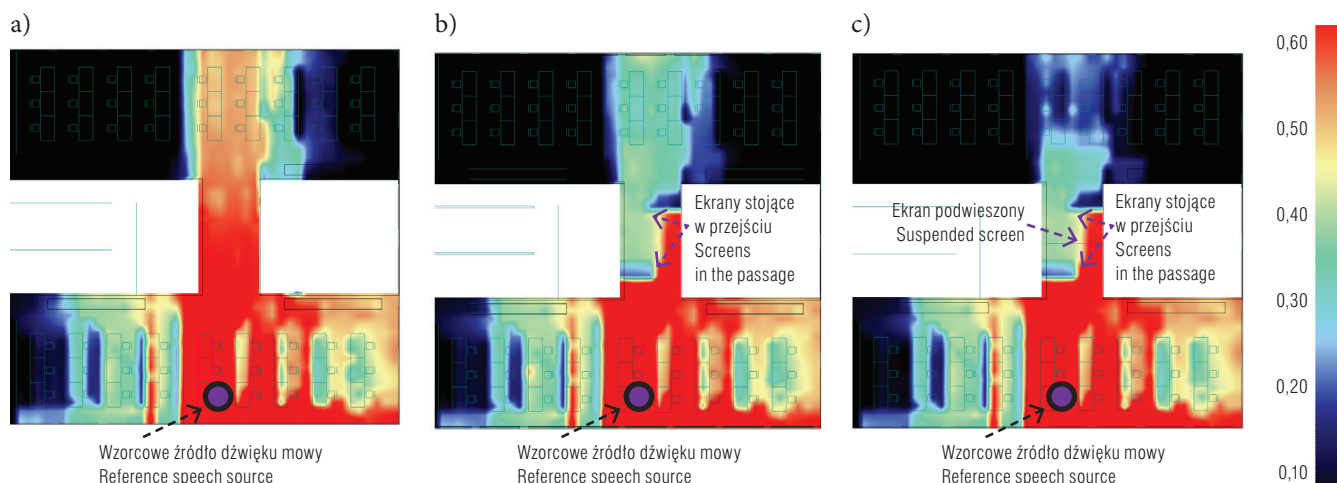 a)
Wzorcowe źródło dźwięku mowy
Reference speech source
b)
Ekrany stojące
w przejściu
Screens
in the passage
Wzorcowe źródło dźwięku mowy
Reference speech source
c)
Ekran podwieszony
Suspended screen
Ekrany stojące
w przejściu
Screens
in the passage
Wzorcowe źródło dźwięku mowy
Reference speech source
0,60
0,50
0,40
0,30
0,20
0,10